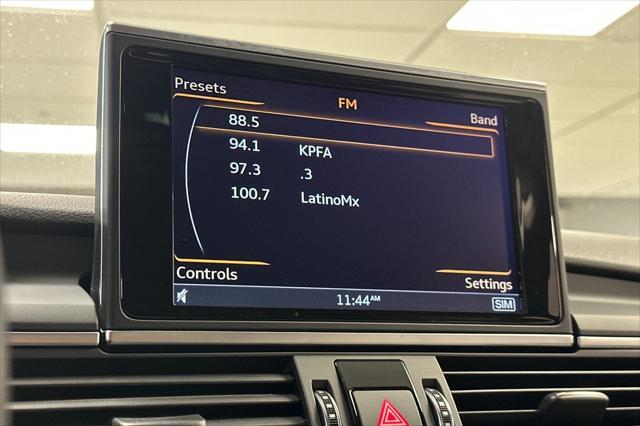 Presets
FM
Band
88.5
94.1 KPFA
97.3 .3
100.7 LatinoMx
Controls
Settings
11:44AM
SIM